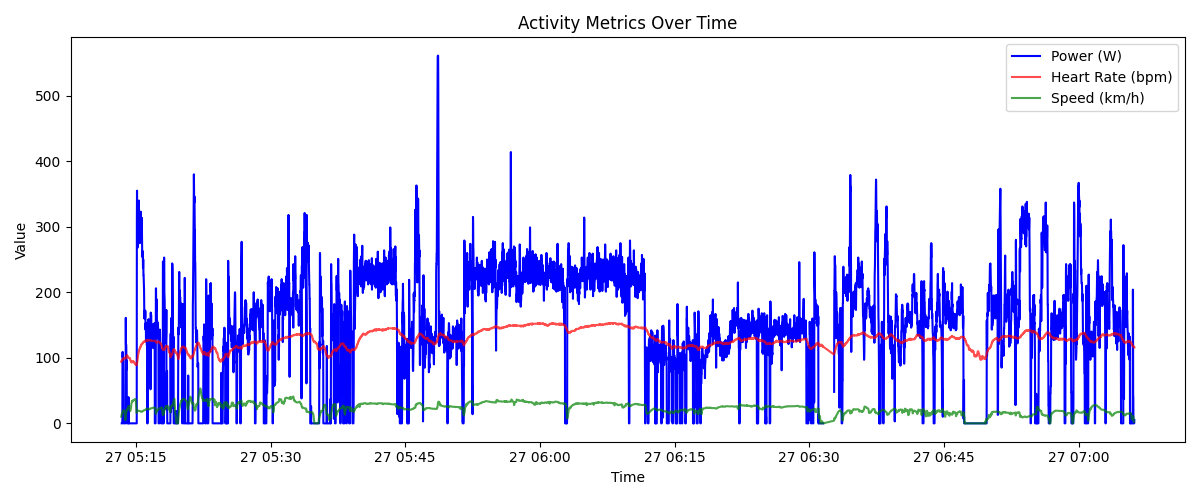 Activity Metrics Over Time
Power (W)
Heart Rate (bpm)
Speed (km/h)
Value
500
400
300
200
100
0
27 05:15
27 05:30
27 05:45
27 06:00
27 06:15
27 06:30
27 06:45
27 07:00
Time